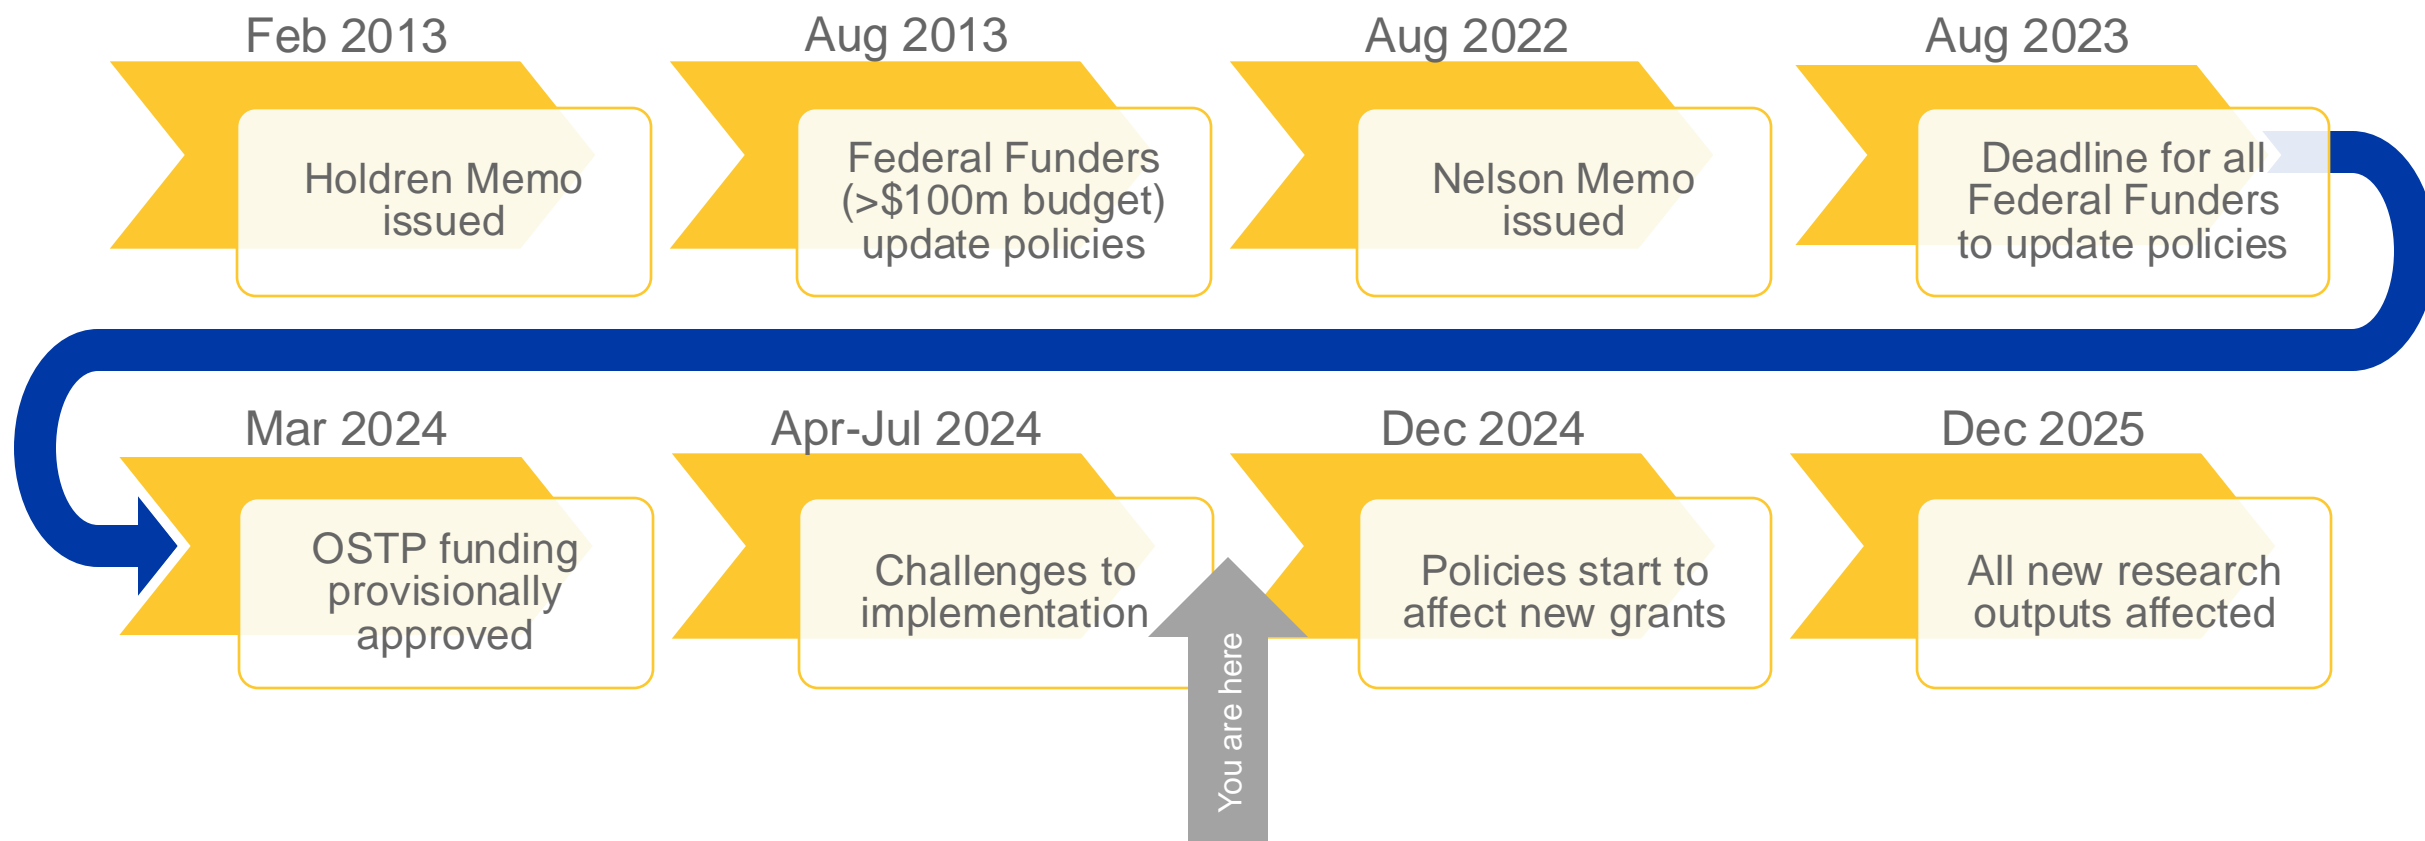 Feb 2013
Holdren Memo
issued
Aug 2013
Federal Funders
(>$100m budget)
update policies
Aug 2022
Nelson Memo
issued
Aug 2023
Deadline for all
Federal Funders
to update policies
Mar 2024
OSTP funding
provisionally
approved
Apr-Jul 2024
Challenges to
implementation
You are here
Dec 2024
Policies start to
affect new grants
Dec 2025
All new research
outputs affected